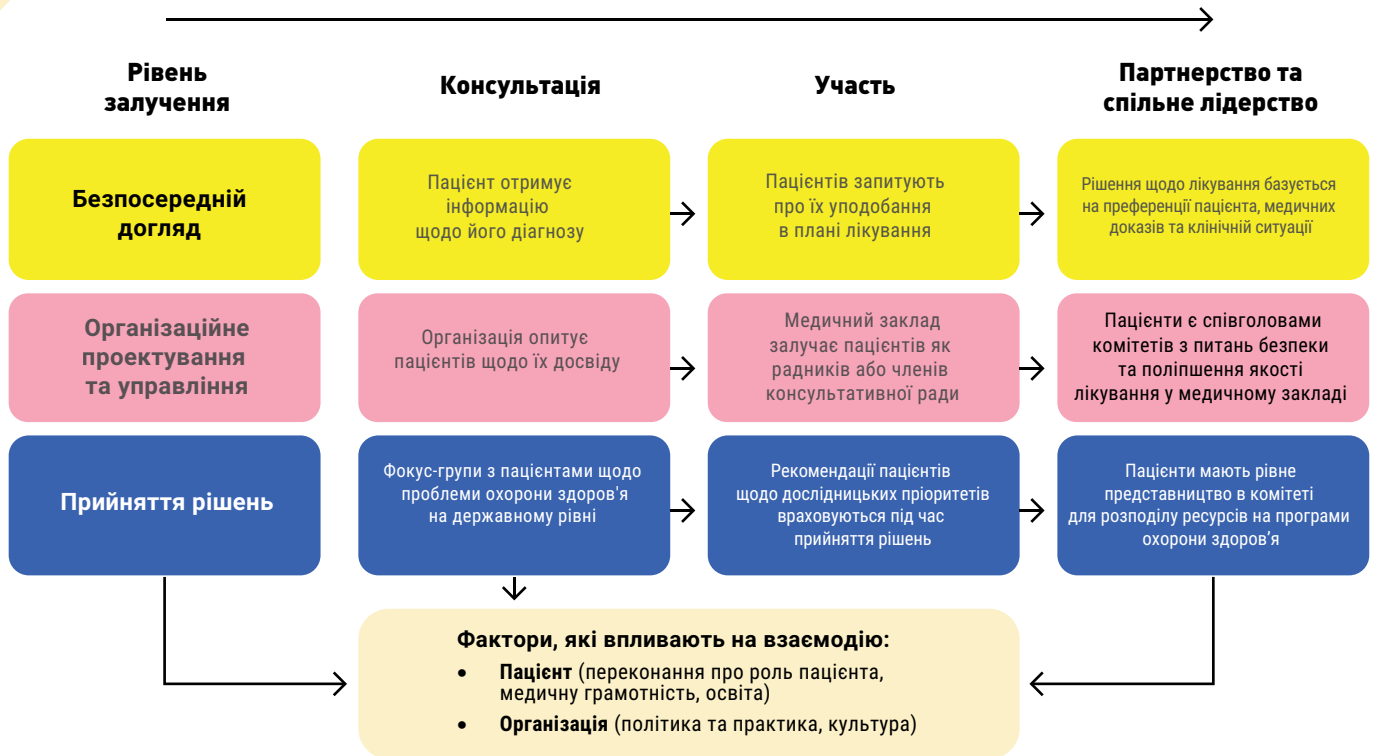 Рівень
залучення
Консультація
Участь
Партнерство та
спільне лідерство
Безпосередній
догляд
Пацієнт отримує
інформацію
щодо його діагнозу
Пацієнтів запитують
про їх уподобання
в плані лікування
Рішення щодо лікування базується
на преференції пацієнта, медичних
доказів та клінічній ситуації
Організаційне
проектування
та управління
Організація опитує
пацієнтів щодо їх досвіду
Медичний заклад
залучає пацієнтів як
радників або членів
консультативної ради
Пацієнти є співголовами
комітетів з питань безпеки
та поліпшення якості
лікування у медичному закладі
Прийняття рішень
Фокус-групи з пацієнтами щодо
проблеми охорони здоров'я
на державному рівні
Рекомендації пацієнтів
щодо дослідницьких пріоритетів
враховуються під час
прийняття рішень
Пацієнти мають рівне
представництво в комітеті
для розподілу ресурсів на програми
охорони здоров’я
Фактори, які впливають на взаємодію:
• Пацієнт (переконання про роль пацієнта,
медичну грамотність, освіта)
• Організація (політика та практика, культура)